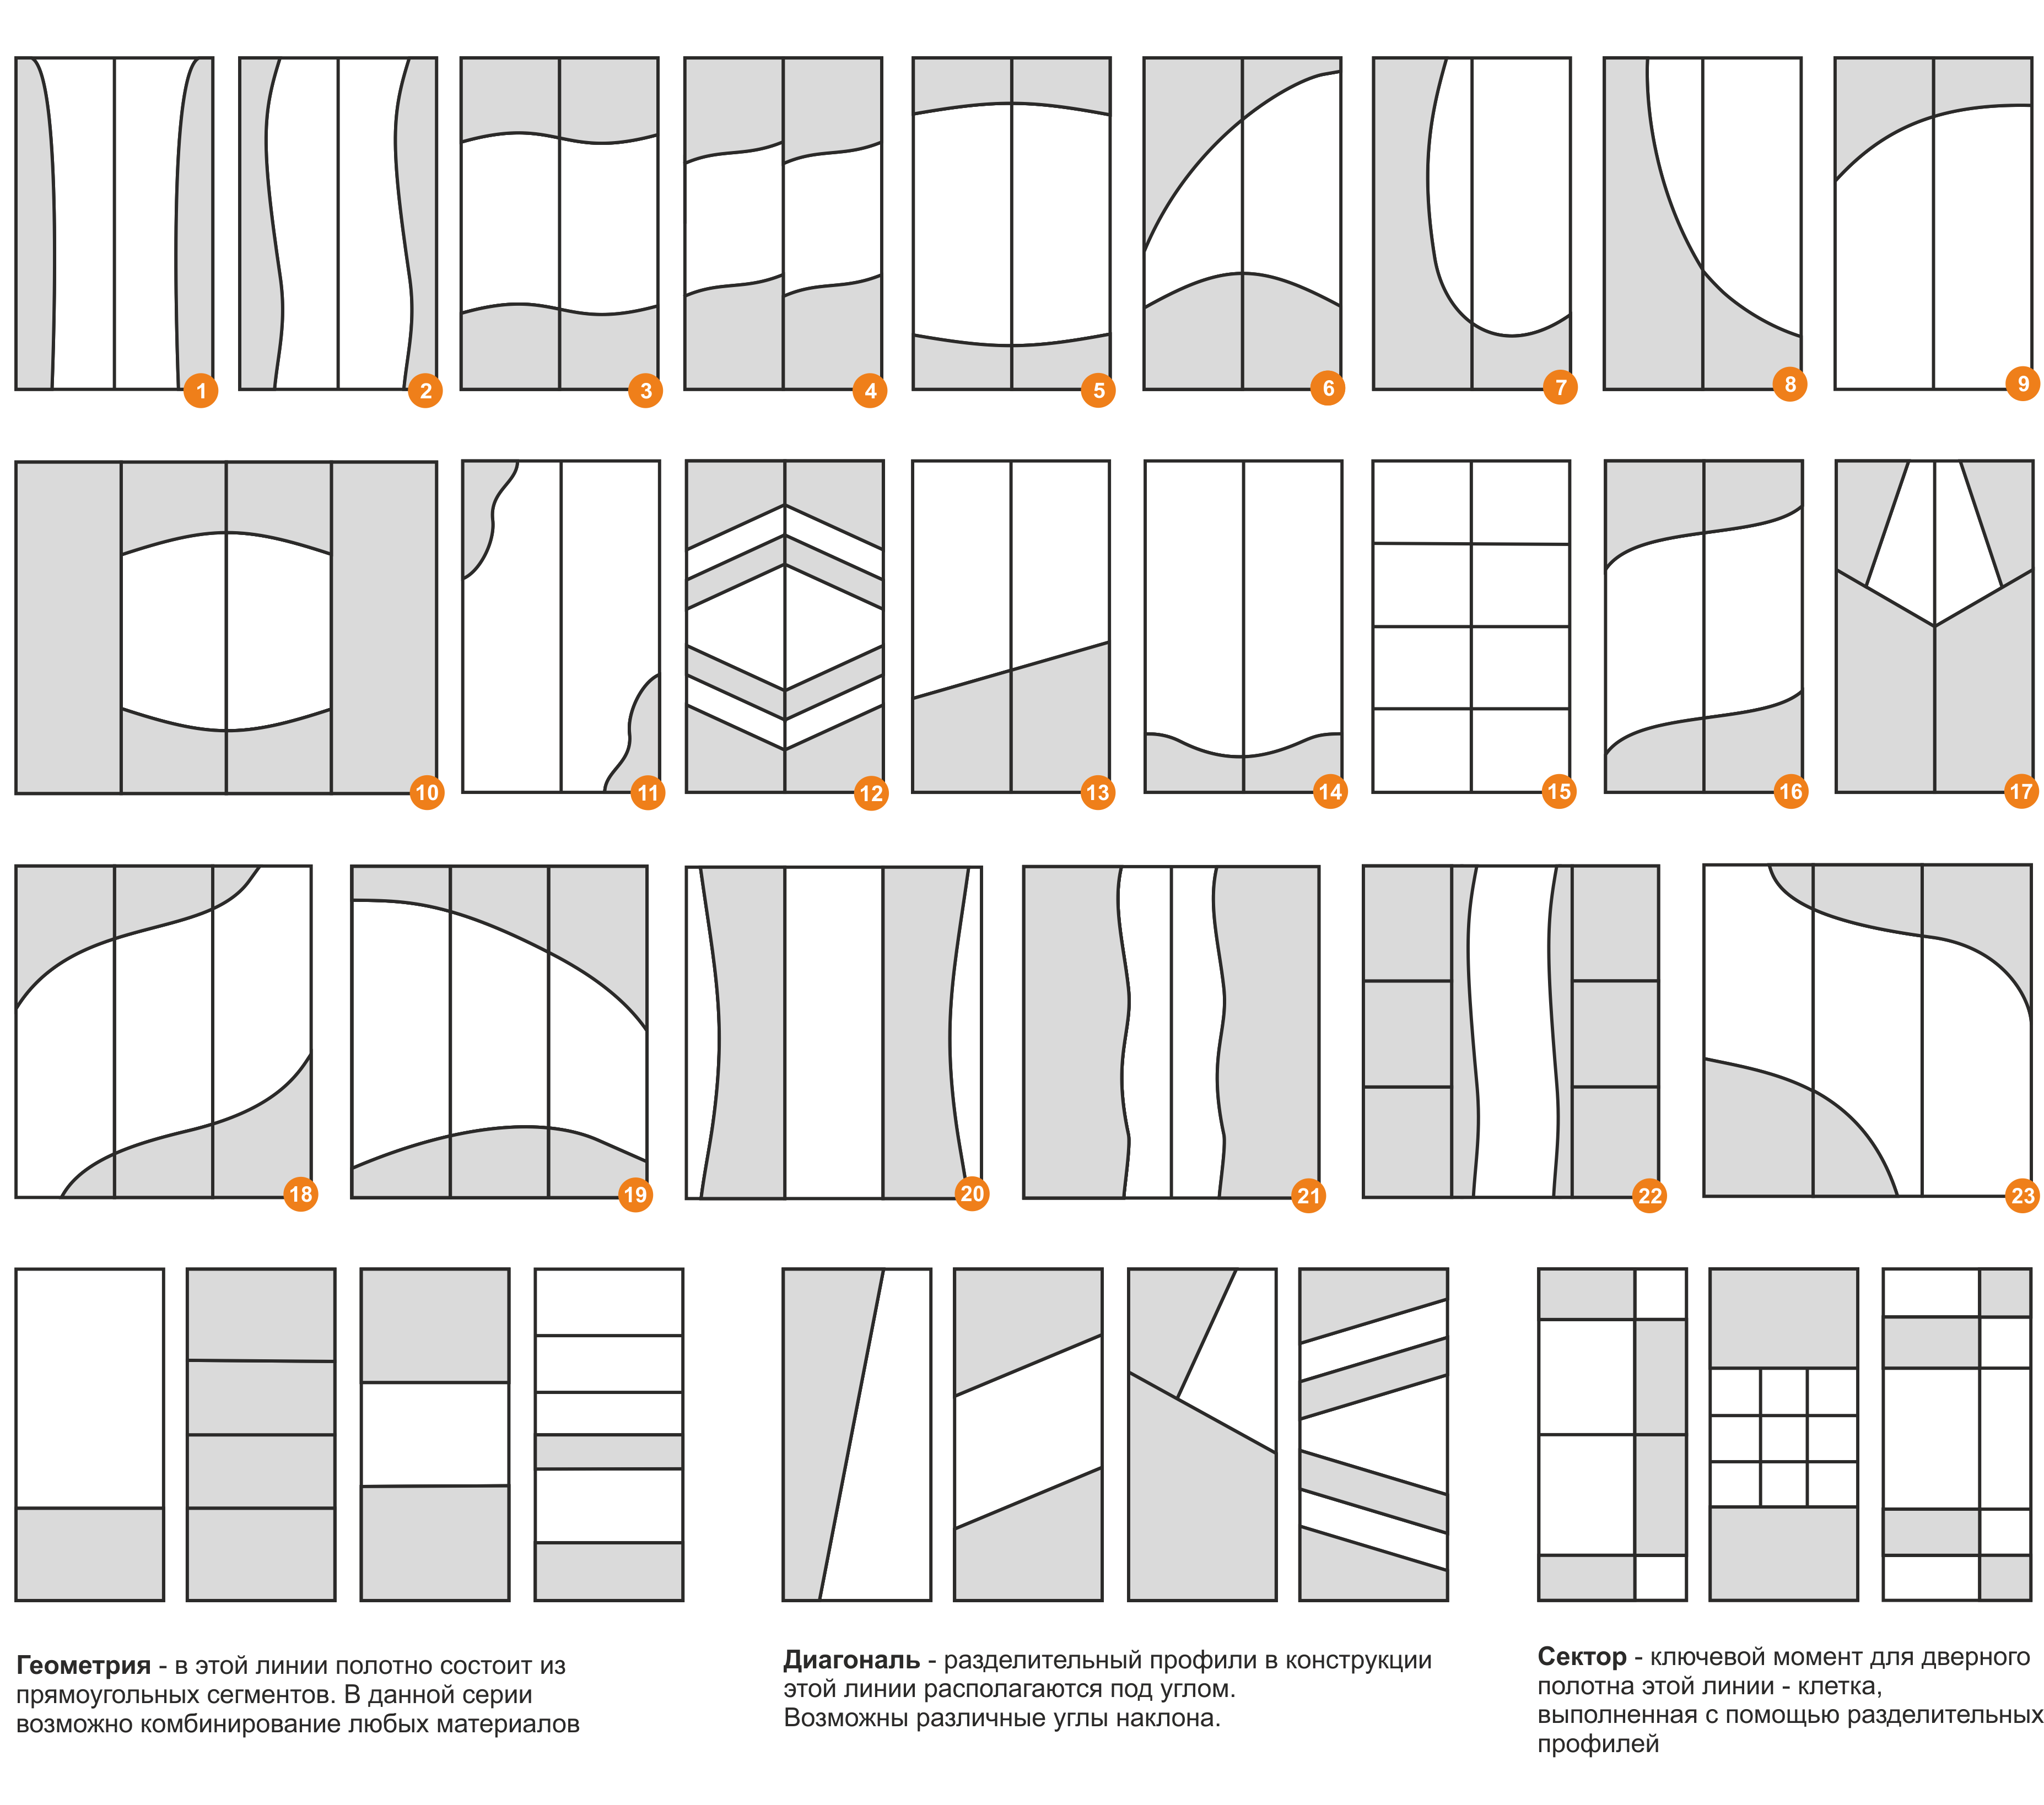 1 2 3 4 5 6 7 8 9
10 11 12 13 14 15 16 17
18 19 20 21 22 23
Геометрия - в этой линии полотно состоит из
прямоугольных сегментов. В данной серии
возможно комбинирование любых материалов
Диагональ - разделительный профили в конструкции
этой линии располагаются под углом.
Возможны различные углы наклона.
Сектор - ключевой момент для дверного
полотна этой линии - клетка,
выполненная с помощью разделительных
профилей